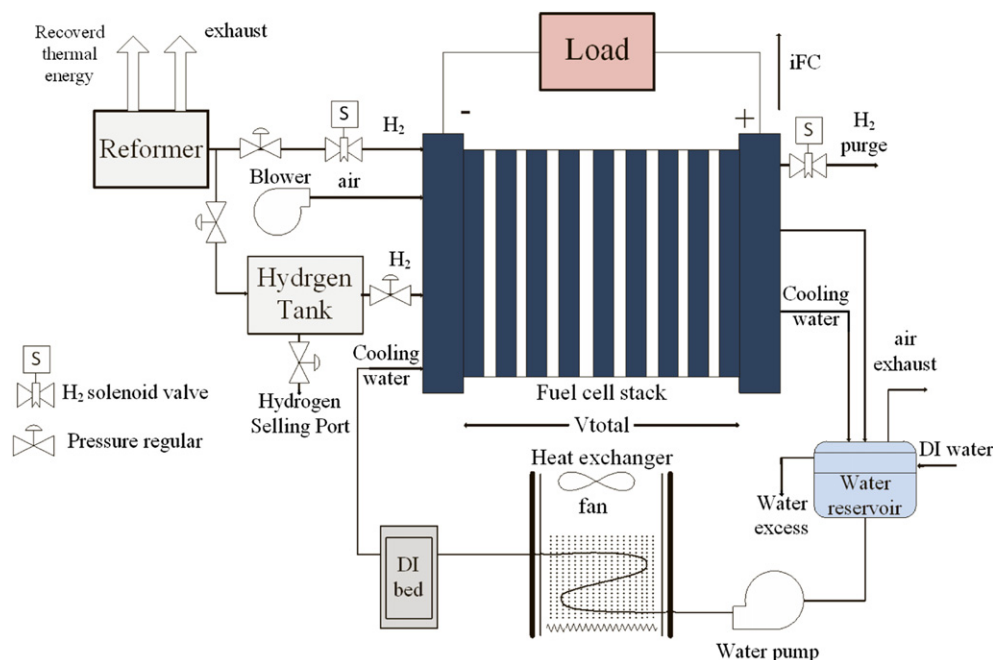 Recoverd
thermal
energy
exhaust
Load
iFC
-
+
S
H₂
S
H₂
purge
Reformer
Blower
air
Hydrgen
Tank
H₂
Cooling
water
Cooling
water
air
exhaust
S
H₂ solenoid valve
Pressure regular
Hydrogen
Selling Port
Fuel cell stack
Vtotal
Heat exchanger
fan
DI water
Water
reservoir
Water
excess
DI
bed
Water pump